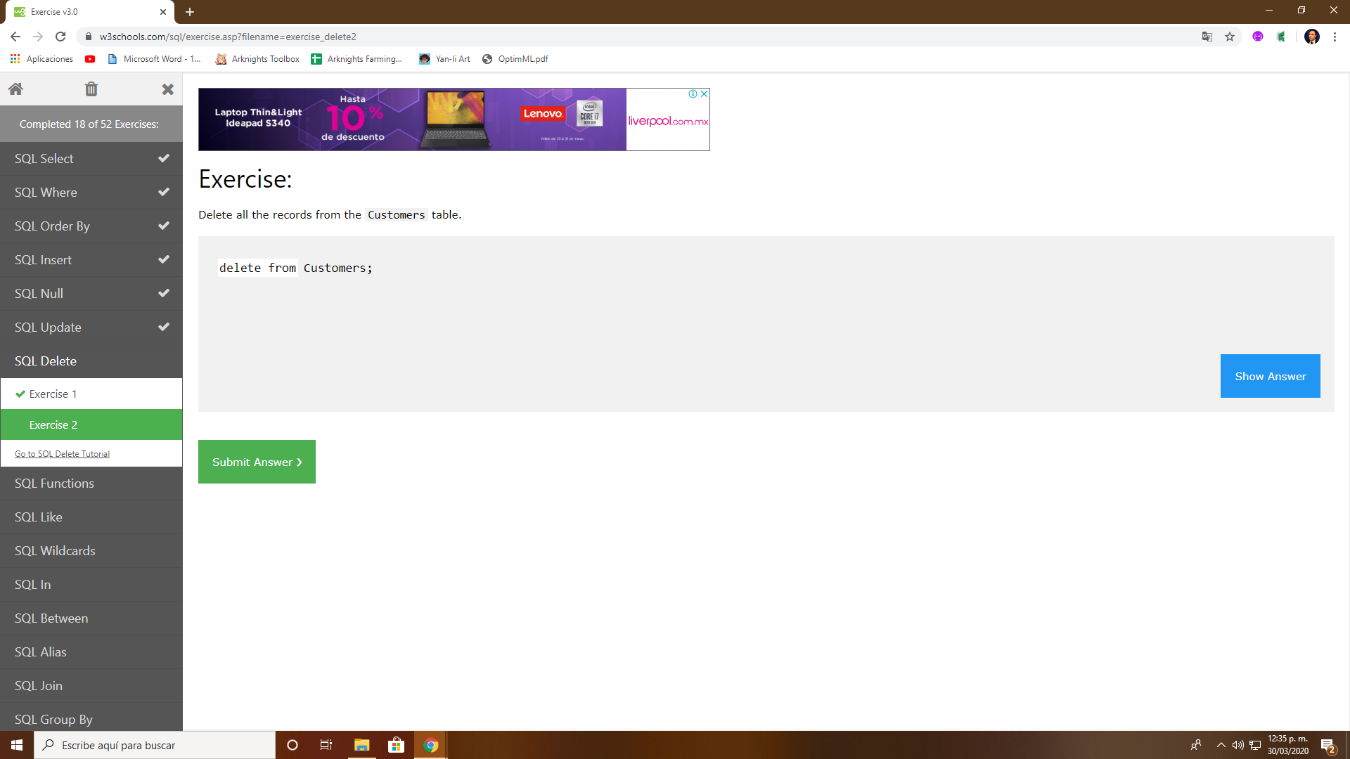 Exercise v3.0
w3schools.com/sql/exercise.asp?filename=exercise_delete2
Aplicaciones
Microsoft Word - 1...
Arknights Toolbox
Arknights Farming...
Yan-li Art
OptimML.pdf
Completed 18 of 52 Exercises:
SQL Select
SQL Where
SQL Order By
SQL Insert
SQL Null
SQL Update
SQL Delete
Exercise 1
Exercise 2
Go to SQL Delete Tutorial
SQL Functions
SQL Like
SQL Wildcards
SQL In
SQL Between
SQL Alias
SQL Join
SQL Group By
Laptop Thin&Light
Ideapad S340
Hasta
10%
de descuento
Lenovo
intel
CORE i7
liverpool.com.mx
Exercise:
Delete all the records from the Customers table.
delete from Customers;
Show Answer
Submit Answer ❯
Escribe aquí para buscar
12:35 p. m.
30/03/2020
2